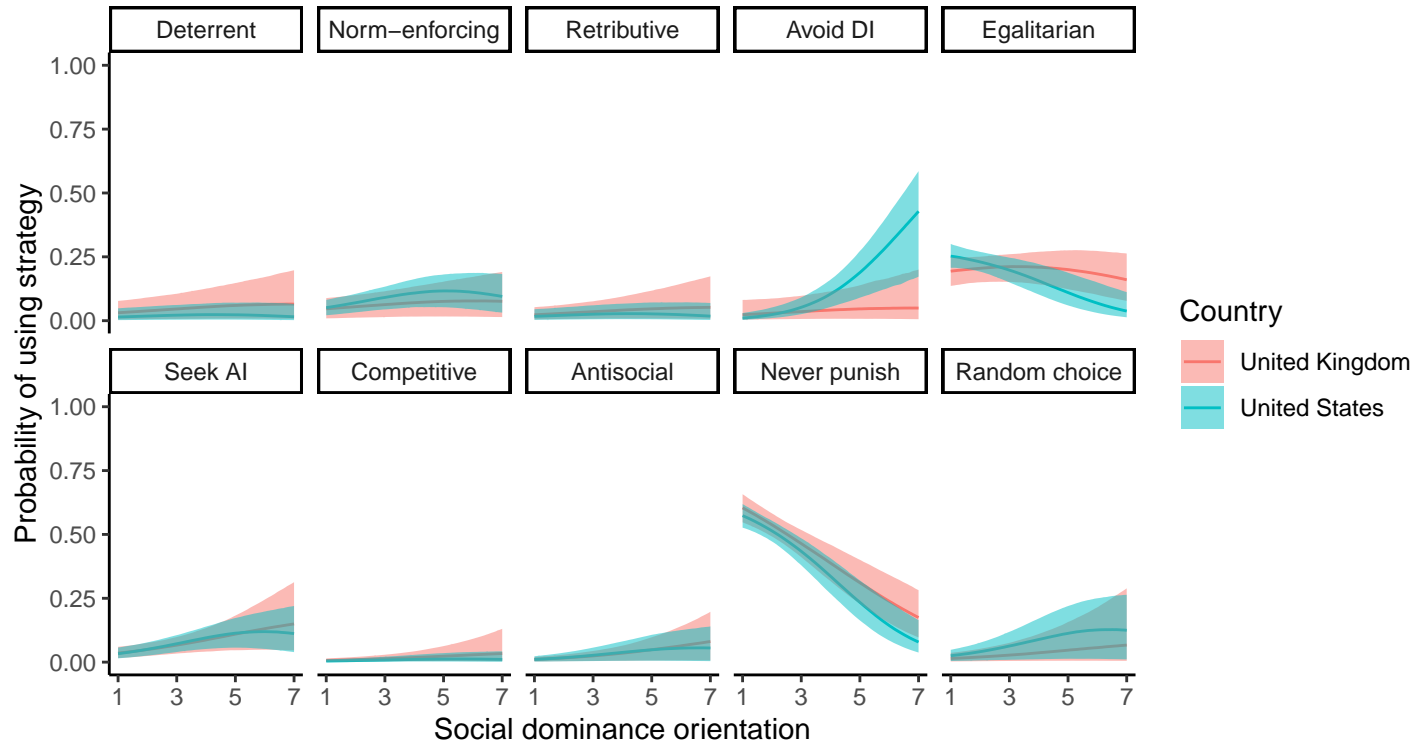 Deterrent Norm−enforcing Retributive Avoid DI Egalitarian
1.00
0.75
0.50
0.25
0.00
Seek AI Competitive Antisocial Never punish Random choice
1.00
0.75
0.50
0.25
0.00
1 3 5 7 1 3 5 7 1 3 5 7 1 3 5 7 1 3 5 7
Social dominance orientation
Probability of using strategy
Country
United Kingdom
United States